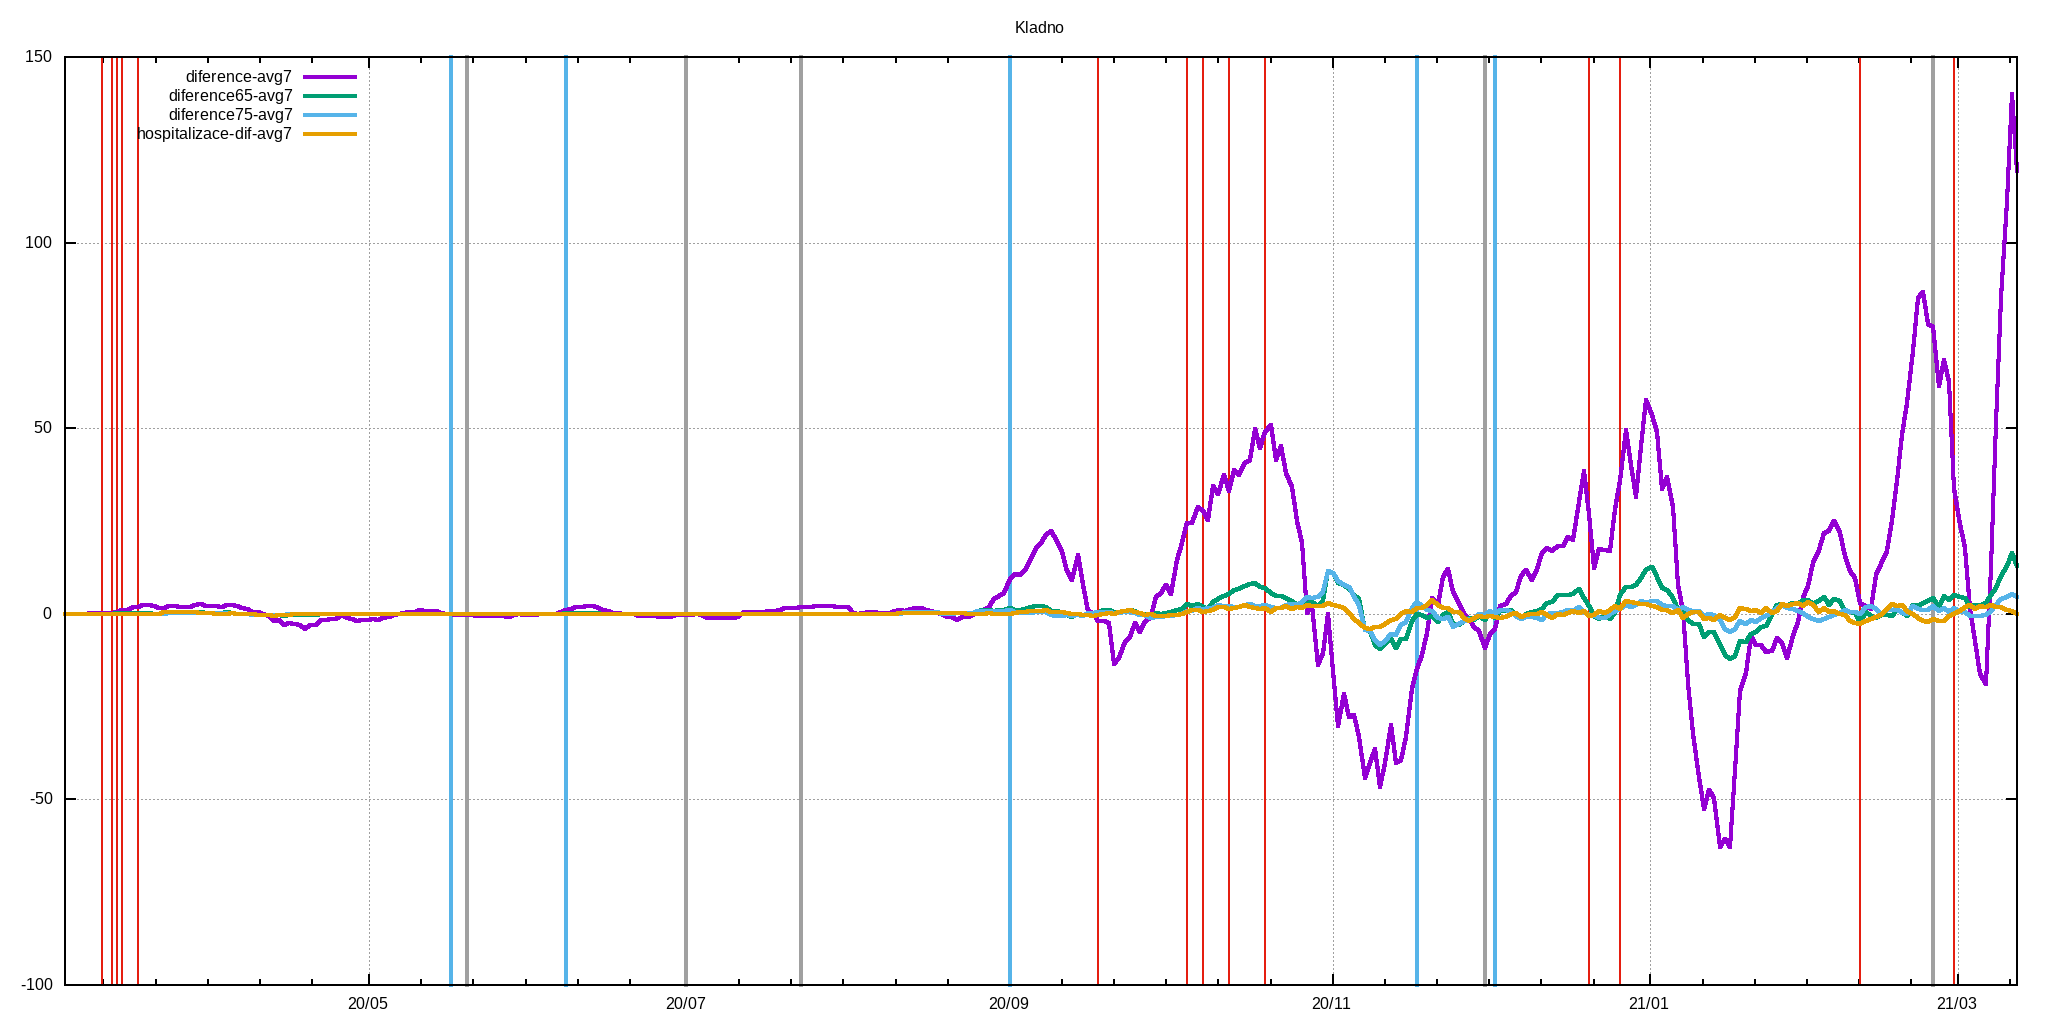 Kladno
150
diference-avg7
diference65-avg7
diference75-avg7
hospitalizace-dif-avg7
100
50
0
-50
-100
20/05 20/07 20/09 20/11 21/01 21/03